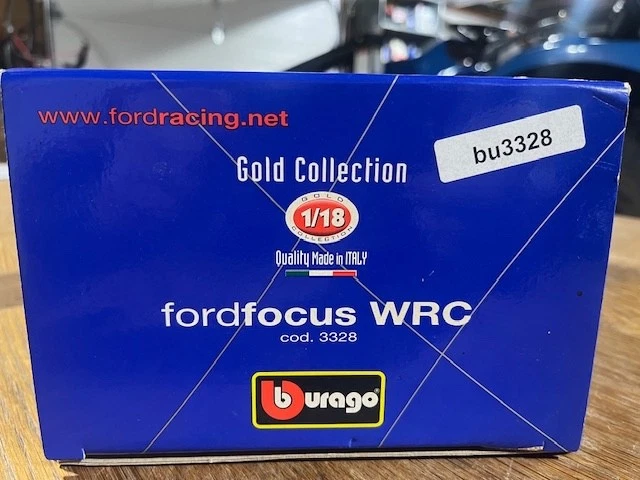 www.fordracing.net
bu3328
Gold Collection
GOLD
1/18
COLLECTION
Quality Made in ITALY
fordfocus WRC
cod. 3328
burago